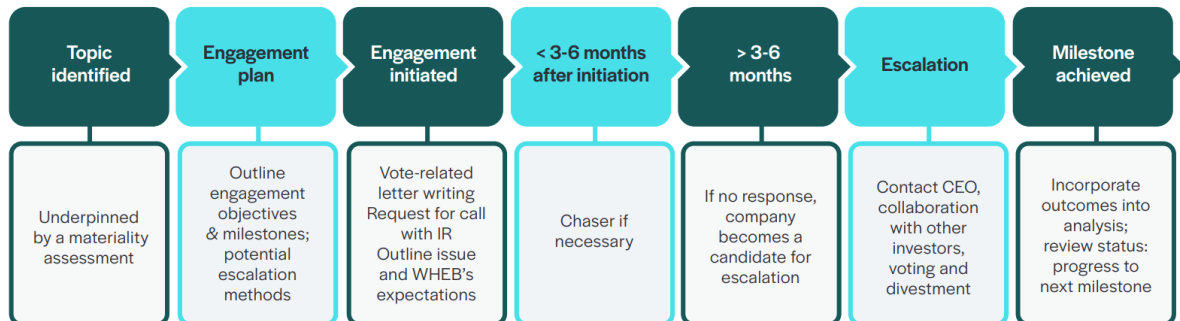 Topic
identified
Engagement
plan
Engagement
initiated
< 3-6 months
after initiation
> 3-6
months
Escalation
Milestone
achieved
Underpinned
by a materiality
assessment
Outline
engagement
objectives
& milestones;
potential
escalation
methods
Vote-related
letter writing
Request for call
with IR
Outline issue
and WHEB’s
expectations
Chaser if
necessary
If no response,
company
becomes a
candidate for
escalation
Contact CEO,
collaboration
with other
investors,
voting and
divestment
Incorporate
outcomes into
analysis;
review status:
progress to
next milestone